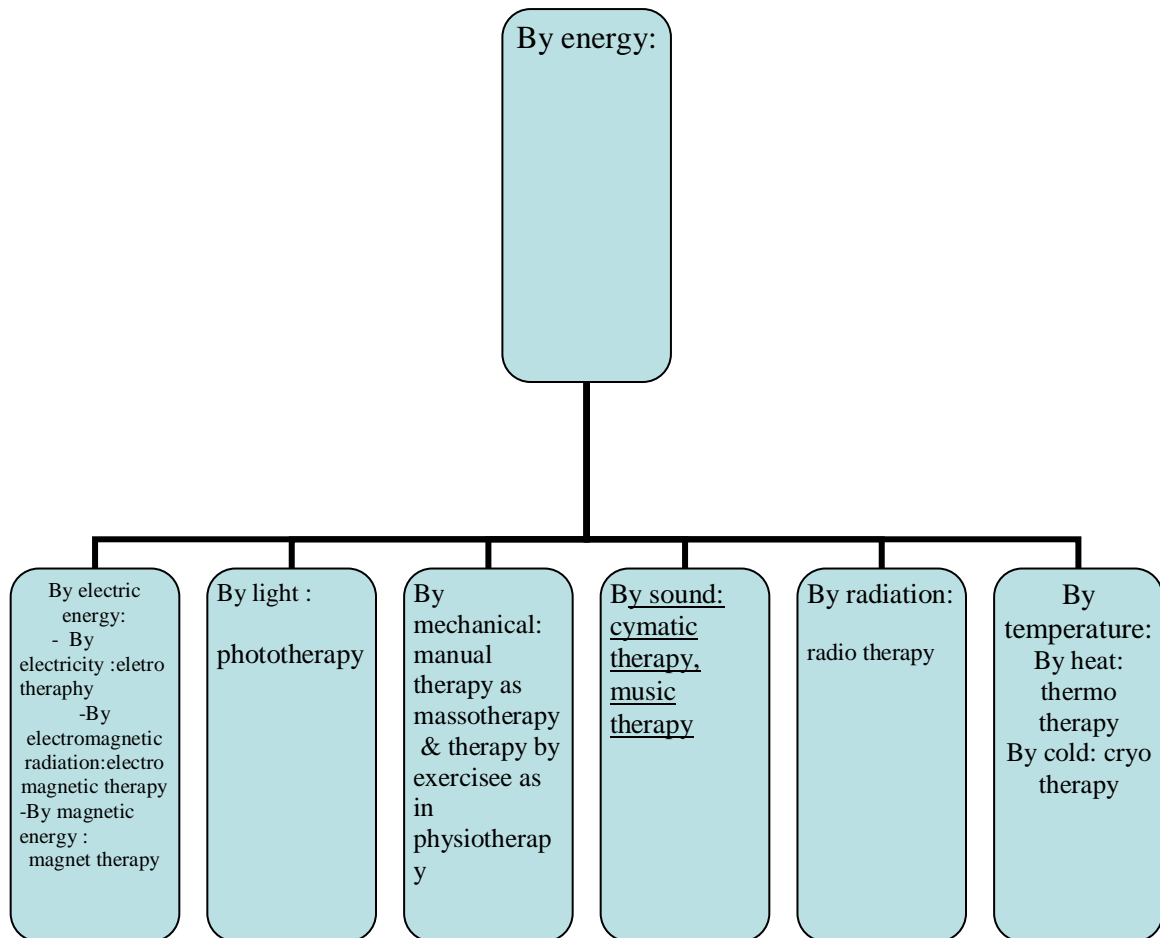 By energy:
By electric
energy:
- By
electricity :eletro
theraphy
-By
electromagnetic
radiation:electro
magnetic therapy
-By magnetic
energy :
magnet therapy
By light :
phototherapy
By
mechanical:
manual
therapy as
massotherapy
& therapy by
exercisee as
in
physiotherap
y
By sound:
cymatic
therapy,
music
therapy
By radiation:
radio therapy
By
temperature:
By heat:
thermo
therapy
By cold: cryo
therapy